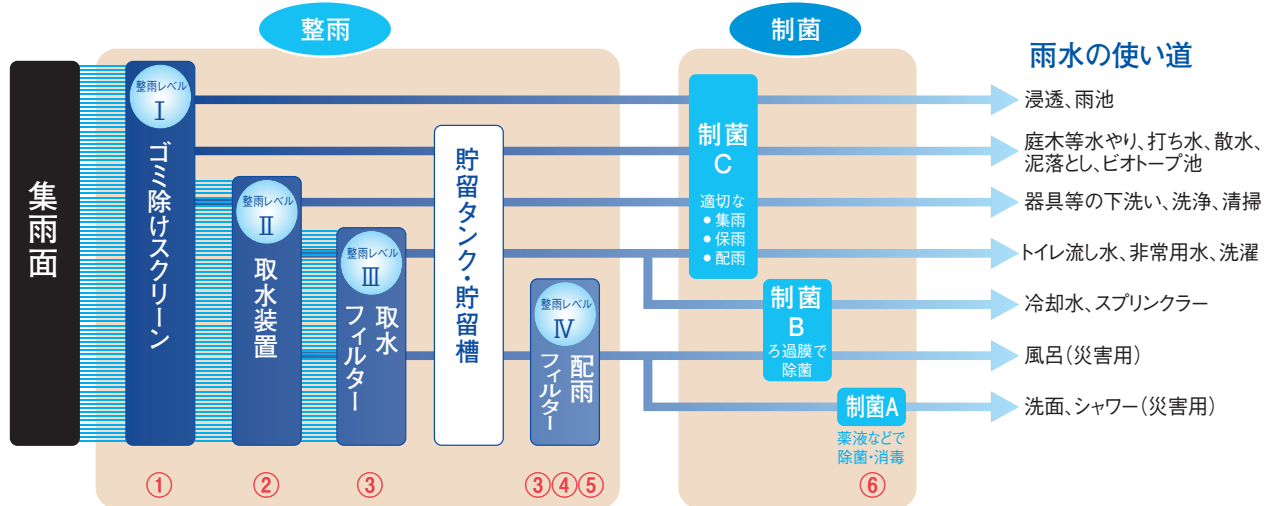 整雨
制菌
雨水の使い道
集雨面
整雨レベル
Ⅰ
ゴミ除けスクリーン
整雨レベル
Ⅱ
取水装置
整雨レベル
Ⅲ
取水
フィルター
貯留タンク・貯留槽
整雨レベル
Ⅳ
配雨
フィルター
制菌
C
適切な
●集雨
●保雨
●配雨
制菌
B
ろ過膜で
除菌
制菌A
薬液などで
除菌・消毒
浸透、雨池
庭木等水やり、打ち水、散水、
泥落とし、ビオトープ池
器具等の下洗い、洗浄、清掃
トイレ流し水、非常用水、洗濯
冷却水、スプリンクラー
風呂（災害用）
洗面、シャワー（災害用）
①
②
③
③④⑤
⑥